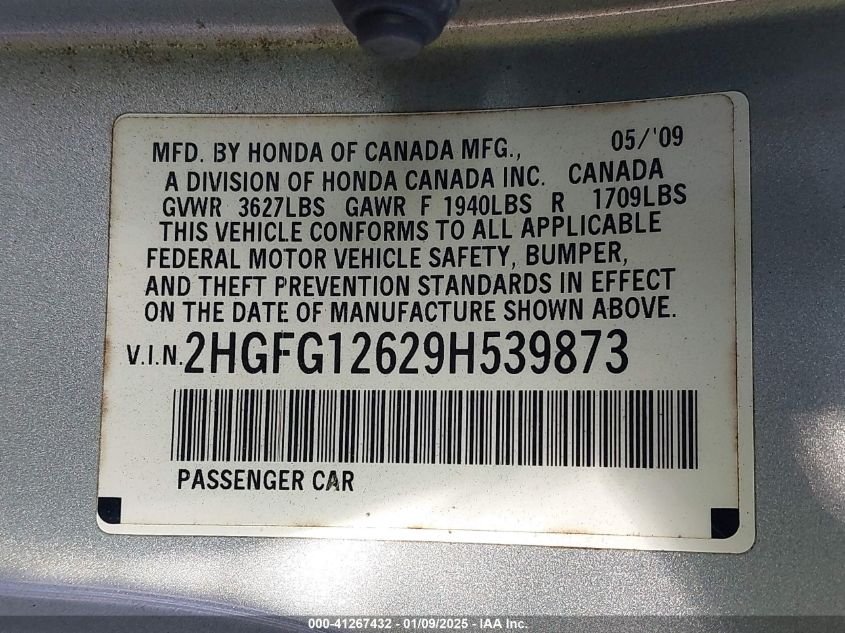 MFD. BY HONDA OF CANADA MFG., 05/'09
A DIVISION OF HONDA CANADA INC. CANADA
GVWR 3627LBS GAWR F 1940LBS R 1709LBS
THIS VEHICLE CONFORMS TO ALL APPLICABLE
FEDERAL MOTOR VEHICLE SAFETY, BUMPER,
AND THEFT PREVENTION STANDARDS IN EFFECT
ON THE DATE OF MANUFACTURE SHOWN ABOVE.
V.I.N. 2HGFG12629H539873
PASSENGER CAR
000-41267432 - 01/09/2025 - IAA, Inc.